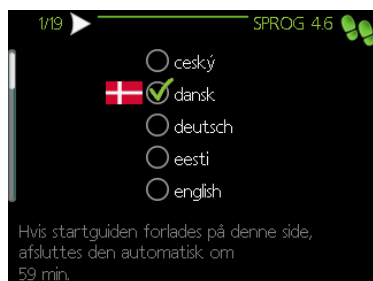 1/19 SPROG 4.6
ceský
dansk
deutsch
eesti
english
Hvis startguiden forlades på denne side,
afsluttes den automatisk om
59 min.